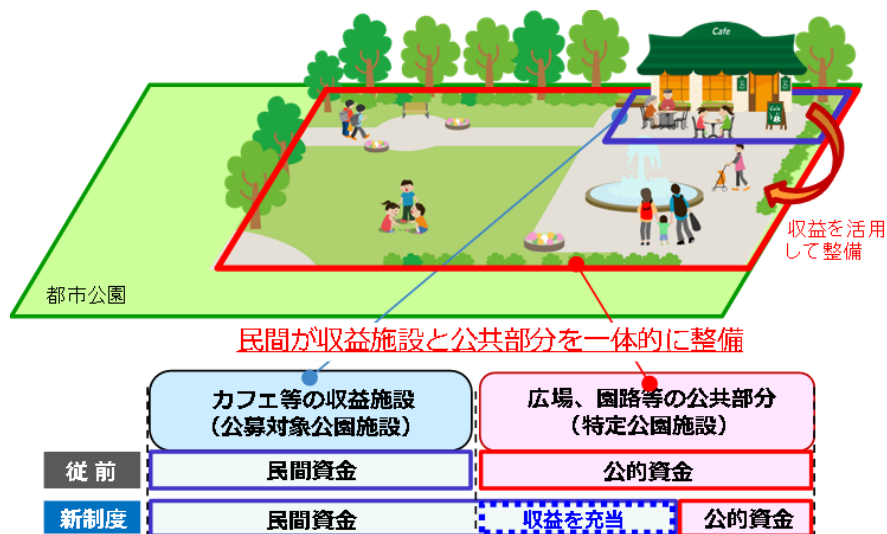 Cafe
Cafe
収益を活用
して整備
都市公園
民間が収益施設と公共部分を一体的に整備
カフェ等の収益施設
（公募対象公園施設）
広場、園路等の公共部分
（特定公園施設）
従前
民間資金
公的資金
新制度
民間資金
収益を充当
公的資金